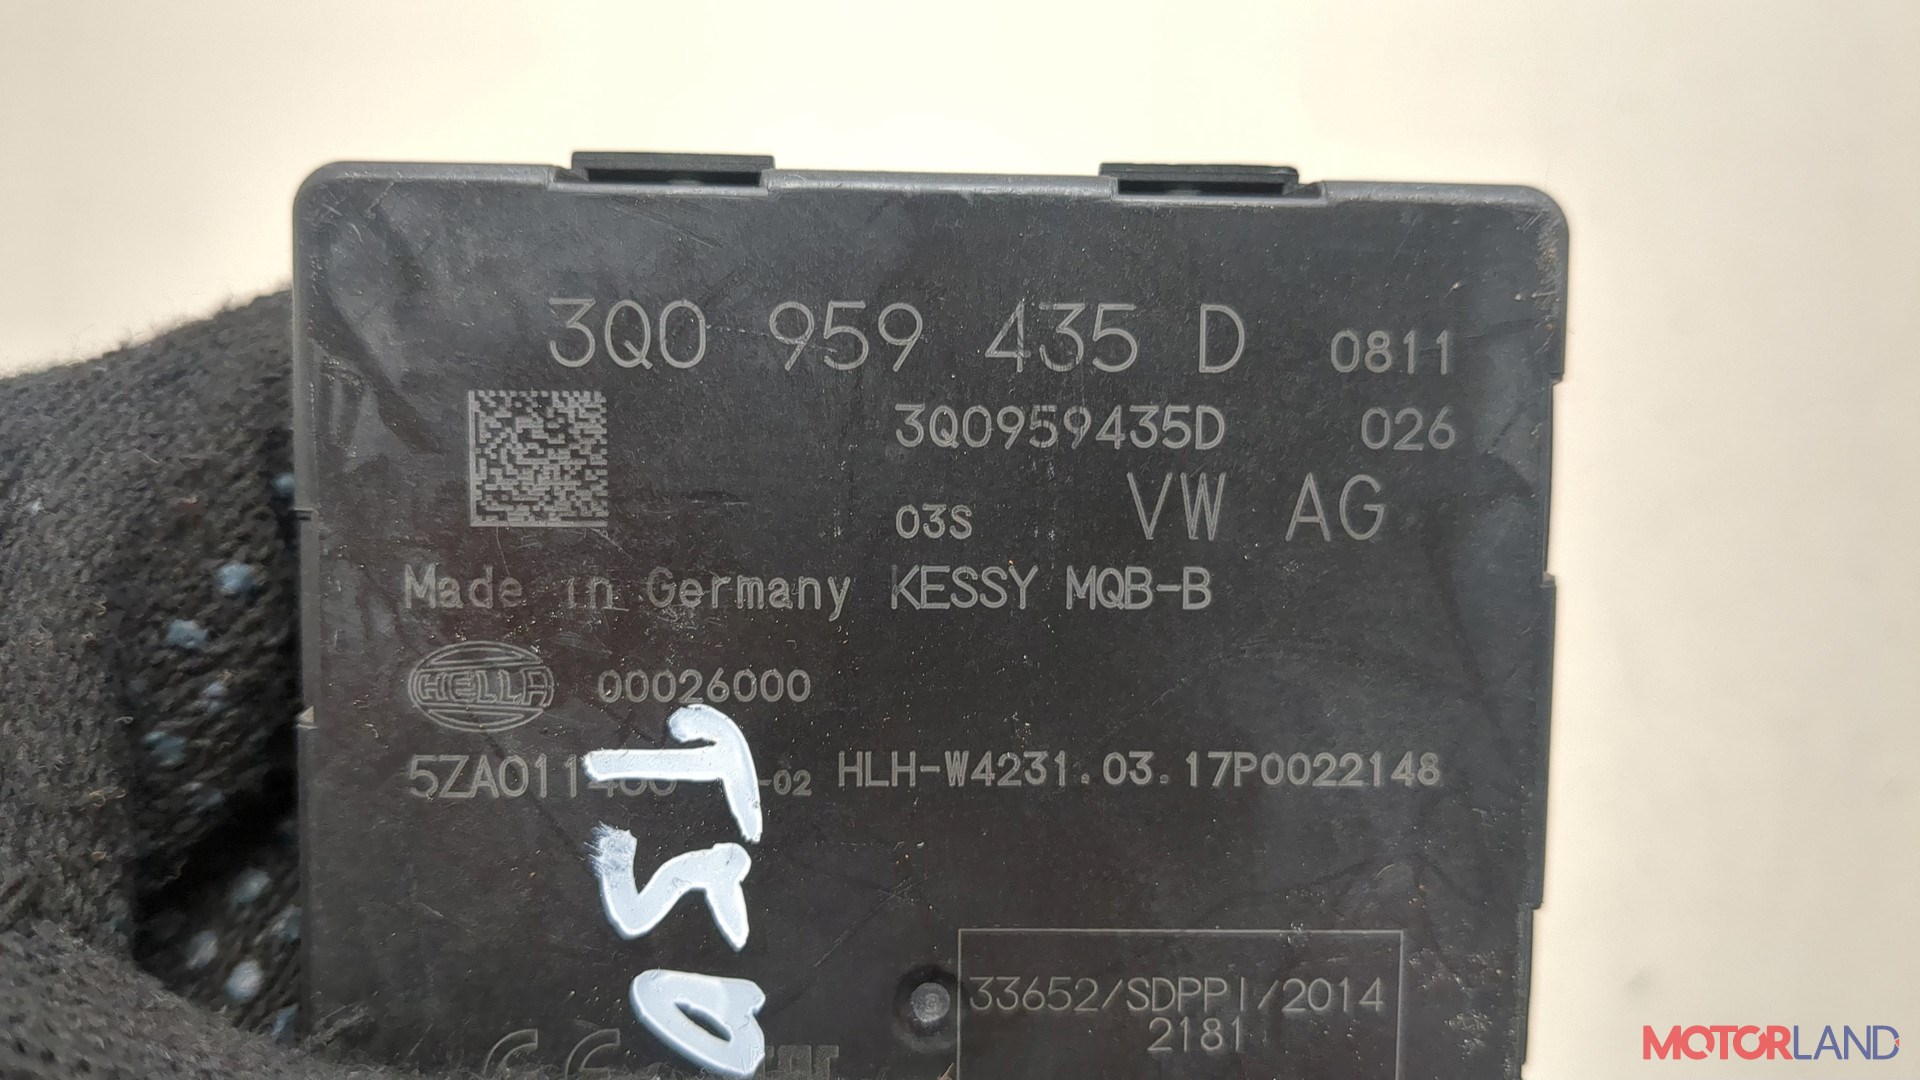 3Q0 959 435 D 0811
3Q0959435D 026
03S VW AG
Made in Germany KESSY MQB-B
HELLA 00026000
-02 HLH-W4231.03.17P0022148
33652/SDPPI/2014
2181
MOTORLAND